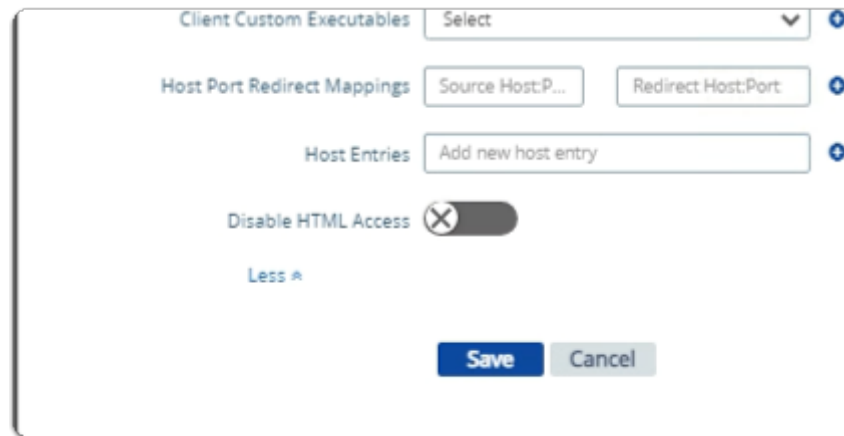 Client Custom Executables Select
Host Port Redirect Mappings Source Host:P... Redirect Host:Port
Host Entries Add new host entry
Disable HTML Access
Less
Save Cancel